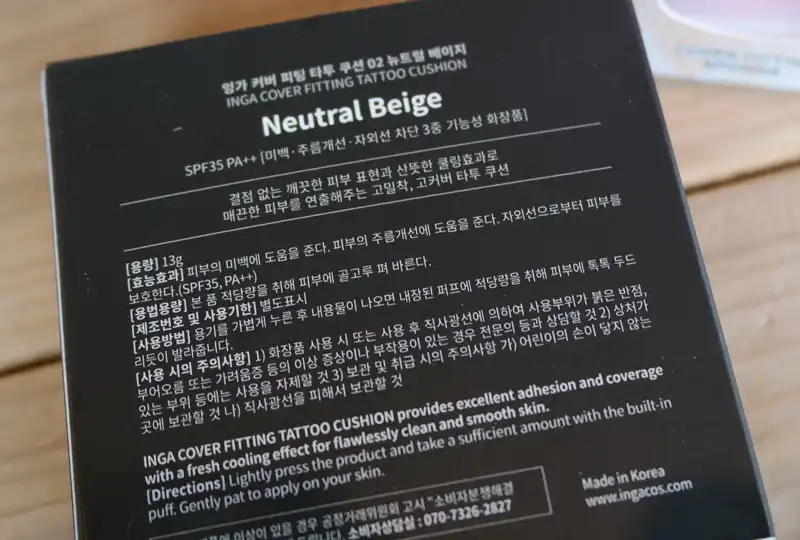 잉가 커버 피팅 타투 쿠션 02 뉴트럴 베이지
INGA COVER FITTING TATTOO CUSHION
Neutral Beige
SPF35 PA++ [미백·주름개선·자외선 차단 3중 기능성 화장품]
결점 없는 깨끗한 피부 표현과 산뜻한 쿨링효과로
매끈한 피부를 연출해주는 고밀착, 고커버 타투 쿠션
[용량] 13g
[효능효과] 피부의 미백에 도움을 준다. 피부의 주름개선에 도움을 준다. 자외선으로부터 피부를
보호한다.(SPF35, PA++)
[용법용량] 본 품 적당량을 취해 피부에 골고루 펴 바른다.
[제조번호 및 사용기한] 별도표시
[사용방법] 용기를 가볍게 누른 후 내용물이 나오면 내장된 퍼프에 적당량을 취해 피부에 톡톡 두드
리듯이 발라줍니다.
[사용 시의 주의사항] 1) 화장품 사용 시 또는 사용 후 직사광선에 의하여 사용부위가 붉은 반점,
부어오름 또는 가려움증 등의 이상 증상이나 부작용이 있는 경우 전문의 등과 상담할 것 2) 상처가
있는 부위 등에는 사용을 자제할 것 3) 보관 및 취급 시의 주의사항 가) 어린이의 손이 닿지 않는
곳에 보관할 것 나) 직사광선을 피해서 보관할 것
INGA COVER FITTING TATTOO CUSHION provides excellent adhesion and coverage
with a fresh cooling effect for flawlessly clean and smooth skin.
[Directions] Lightly press the product and take a sufficient amount with the built-in
puff. Gently pat to apply on your skin.
이상이 있을 경우 공정거래위원회 고시 "소비자분쟁해결
소비자상담실 : 070-7326-2827
Made in Korea
www.ingacos.com